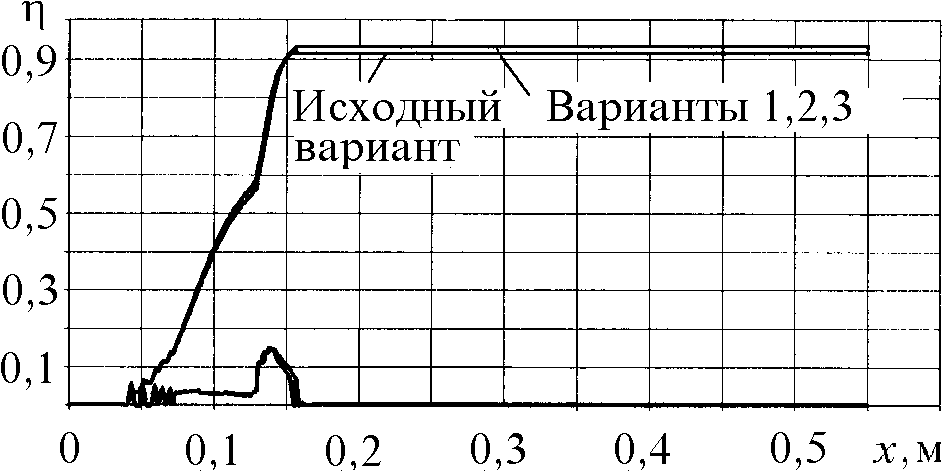 η
0,9
Исходный вариант
Варианты 1,2,3
0,7
0,5
0,3
0,1
0 0,1 0,2 0,3 0,4 0,5 x, м